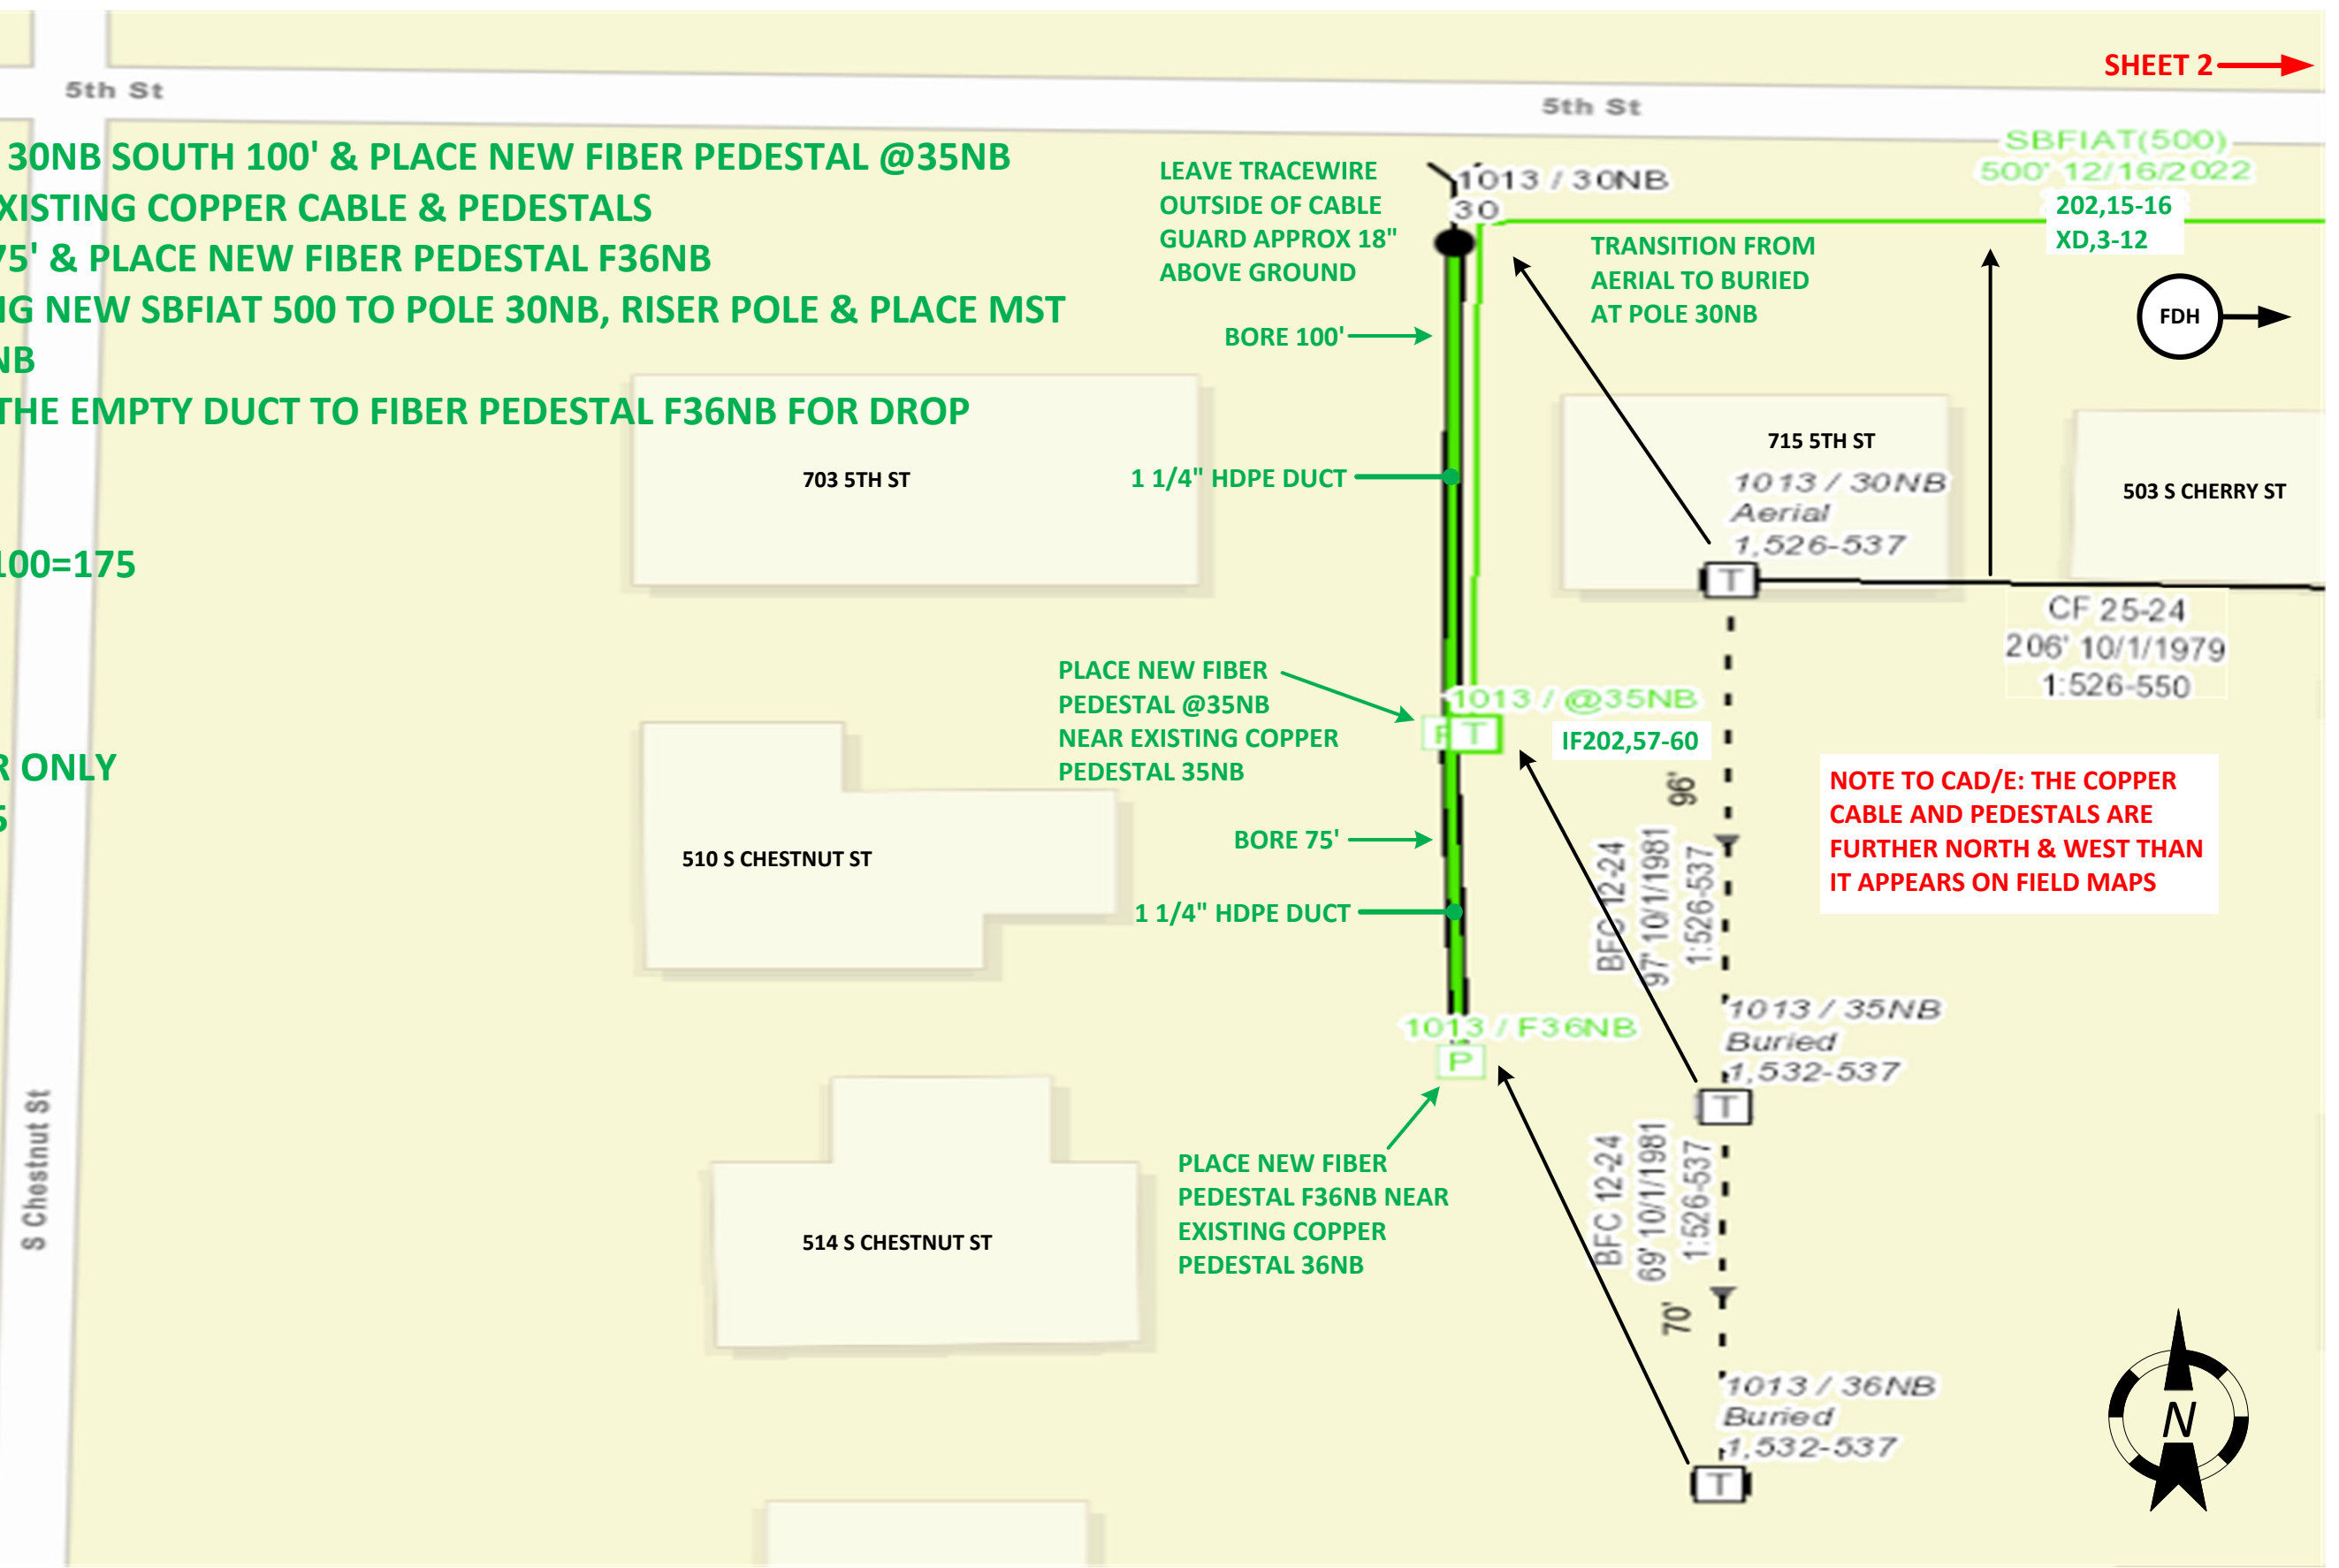 SHEET 2
5th St
5th St
30NB SOUTH 100' & PLACE NEW FIBER PEDESTAL @35NB
XISTING COPPER CABLE & PEDESTALS
75' & PLACE NEW FIBER PEDESTAL F36NB
NG NEW SBFIAT 500 TO POLE 30NB, RISER POLE & PLACE MST
NB
THE EMPTY DUCT TO FIBER PEDESTAL F36NB FOR DROP
100=175
R ONLY
LEAVE TRACEWIRE
OUTSIDE OF CABLE
GUARD APPROX 18"
ABOVE GROUND
1013 / 30NB
30
SBFIAT(500)
500' 12/16/2022
202,15-16
XD,3-12
TRANSITION FROM
AERIAL TO BURIED
AT POLE 30NB
FDH
BORE 100'
703 5TH ST
1 1/4" HDPE DUCT
715 5TH ST
1013 / 30NB
Aerial
1,526-537
T
503 S CHERRY ST
CF 25-24
206' 10/1/1979
1:526-550
PLACE NEW FIBER
PEDESTAL @35NB
NEAR EXISTING COPPER
PEDESTAL 35NB
1013 / @35NB
T
IF202,57-60
96'
NOTE TO CAD/E: THE COPPER
CABLE AND PEDESTALS ARE
FURTHER NORTH & WEST THAN
IT APPEARS ON FIELD MAPS
510 S CHESTNUT ST
BORE 75'
1 1/4" HDPE DUCT
BFC 12-24
97' 10/1/1981
1:526-537
1013 / F36NB
P
1013 / 35NB
Buried
1,532-537
T
S Chestnut St
514 S CHESTNUT ST
PLACE NEW FIBER
PEDESTAL F36NB NEAR
EXISTING COPPER
PEDESTAL 36NB
BFC 12-24
69' 10/1/1981
1:526-537
70'
1013 / 36NB
Buried
1,532-537
T
N